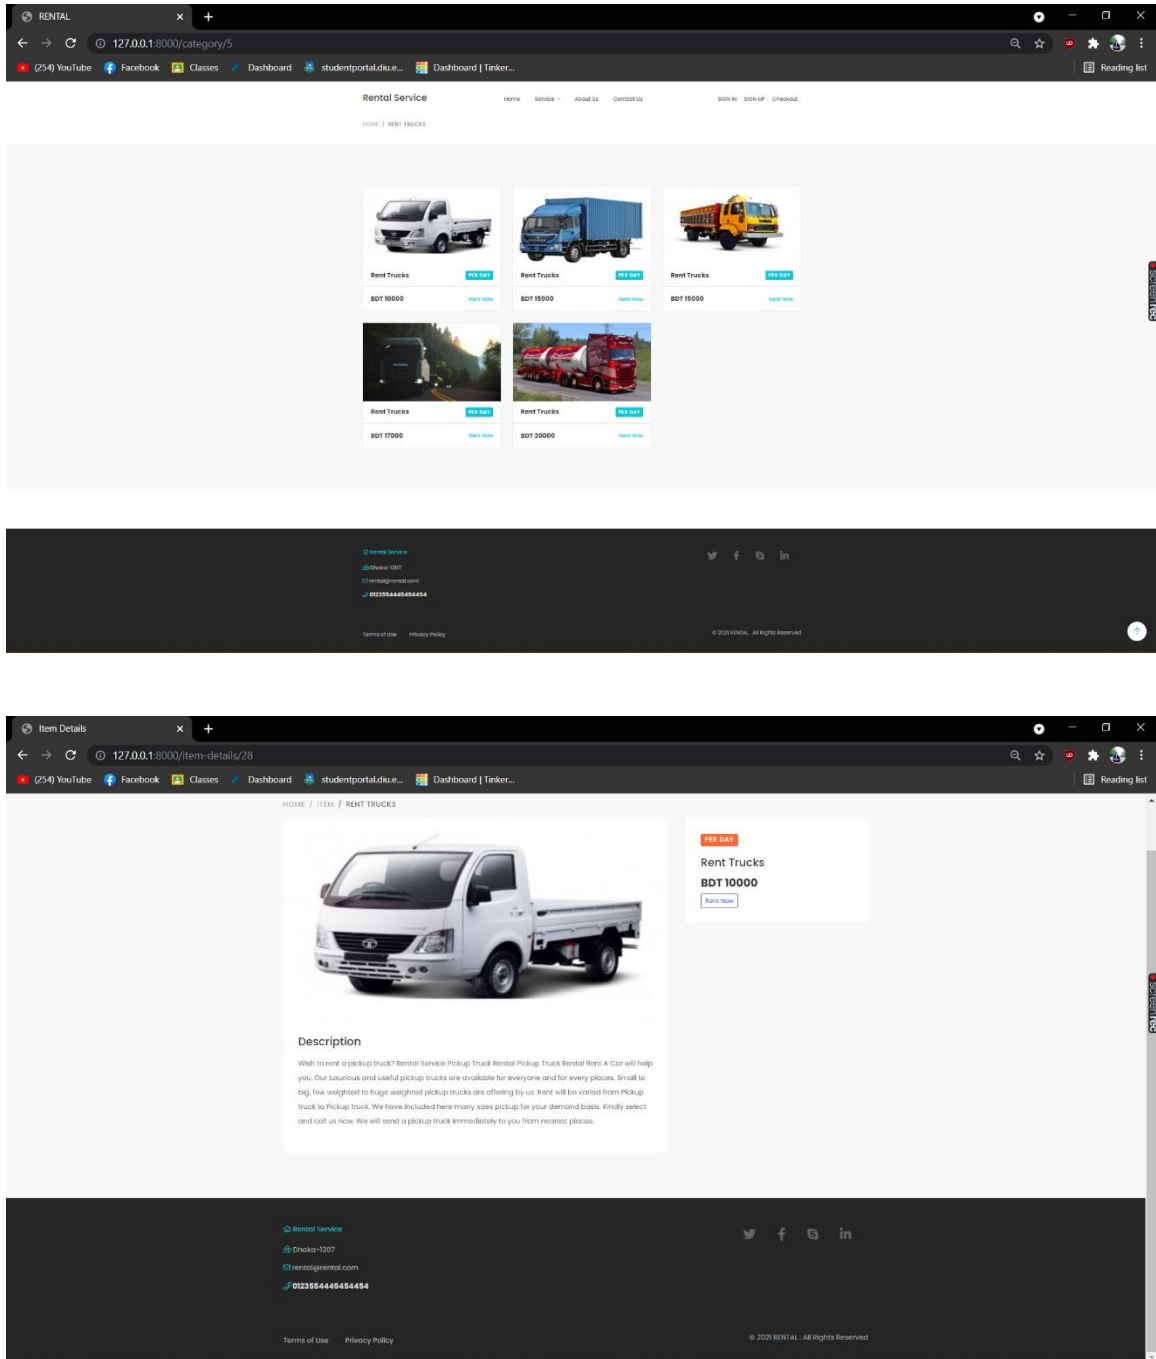 RENTAL
127.0.0.1:8000/category/5
(254) YouTube Facebook Classes Dashboard studentportal.diu.e... Dashboard | Tinker... Reading list
Rental Service Home Service About Us Contact Us SIGN IN SIGN UP Checkout
HOME / RENT TRUCKS
Rent Trucks PER DAY Rent Trucks PER DAY Rent Trucks PER DAY
BDT 10000 Rent Now BDT 15000 Rent Now BDT 15000 Rent Now
Rent Trucks PER DAY Rent Trucks PER DAY
BDT 17000 Rent Now BDT 20000 Rent Now
Rental Service
Dhaka-1207
rental@rental.com
0123554445454454
Terms of Use Privacy Policy © 2021 RENTAL . All Rights Reserved
screenrec
Item Details
127.0.0.1:8000/item-details/28
(254) YouTube Facebook Classes Dashboard studentportal.diu.e... Dashboard | Tinker... Reading list
HOME / ITEM / RENT TRUCKS
PER DAY
Rent Trucks
BDT 10000
Rent Now
Description
Wish to rent a pickup truck? Rental Service Pickup Truck Rental Pickup Truck Rental Rent A Car will help
you, Our luxurious and useful pickup trucks are available for everyone and for every places. Small to
big, few weighted to huge weighted pickup trucks are offering by us. Rent will be varied from Pickup
truck to Pickup truck. We have included here many sizes pickup for your demand basis. Kindly select
and call us now. We will send a pickup truck immediately to you from nearest places.
screenrec
Rental Service
Dhaka-1207
rental@rental.com
0123554445454454
Terms of Use Privacy Policy © 2021 RENTAL . All Rights Reserved